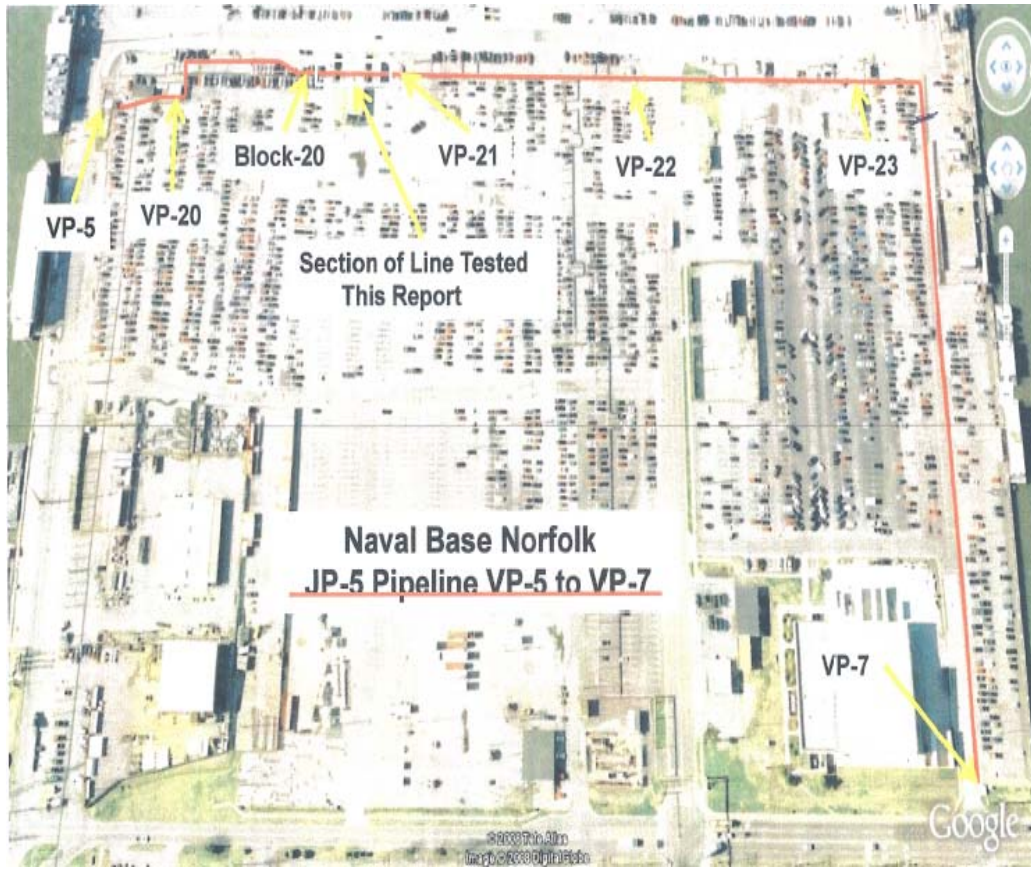 Block-20
VP-21
VP-22
VP-23
VP-5
VP-20
Section of Line Tested
This Report
Naval Base Norfolk
JP-5 Pipeline VP-5 to VP-7
VP-7
Google
© 2008 Tele Atlas
Image © 2008 DigitalGlobe